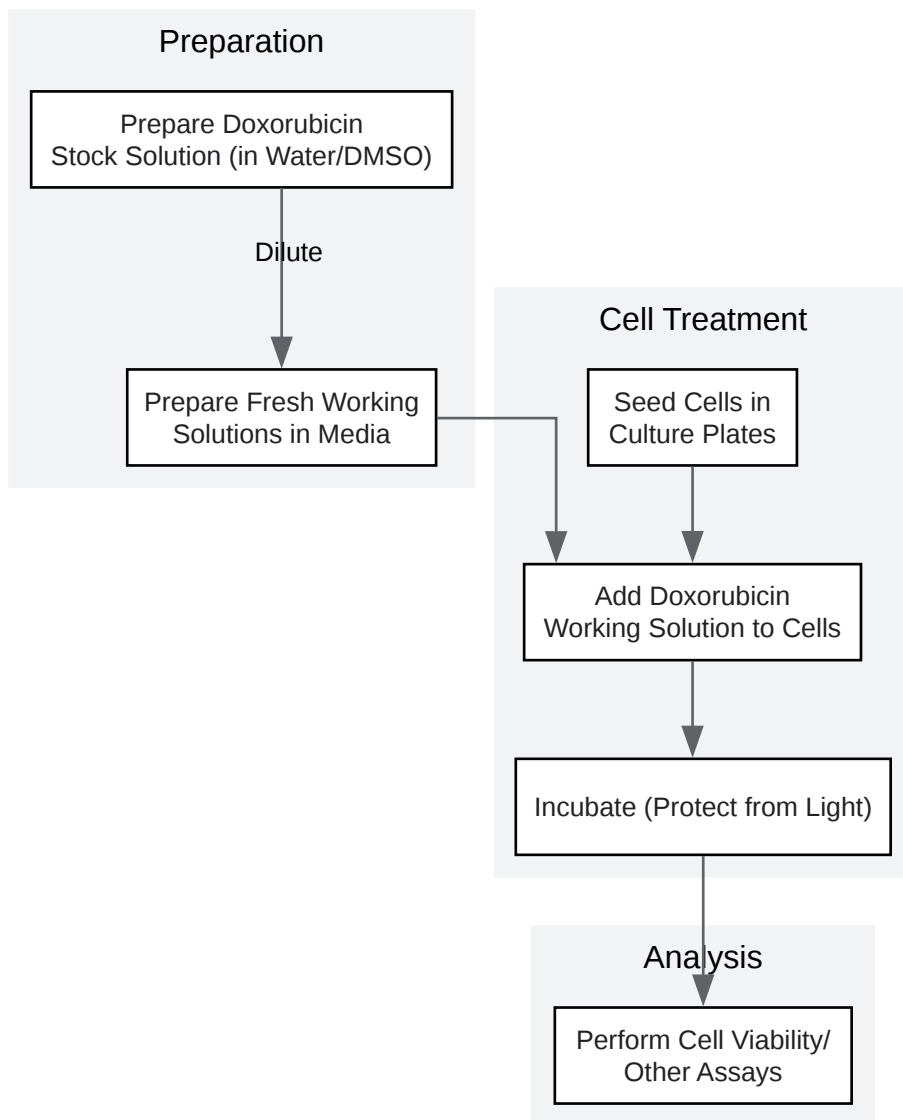 Preparation
Prepare Doxorubicin
Stock Solution (in Water/DMSO)
Dilute
Prepare Fresh Working
Solutions in Media
Cell Treatment
Seed Cells in
Culture Plates
Add Doxorubicin
Working Solution to Cells
Incubate (Protect from Light)
Analysis
Perform Cell Viability/
Other Assays